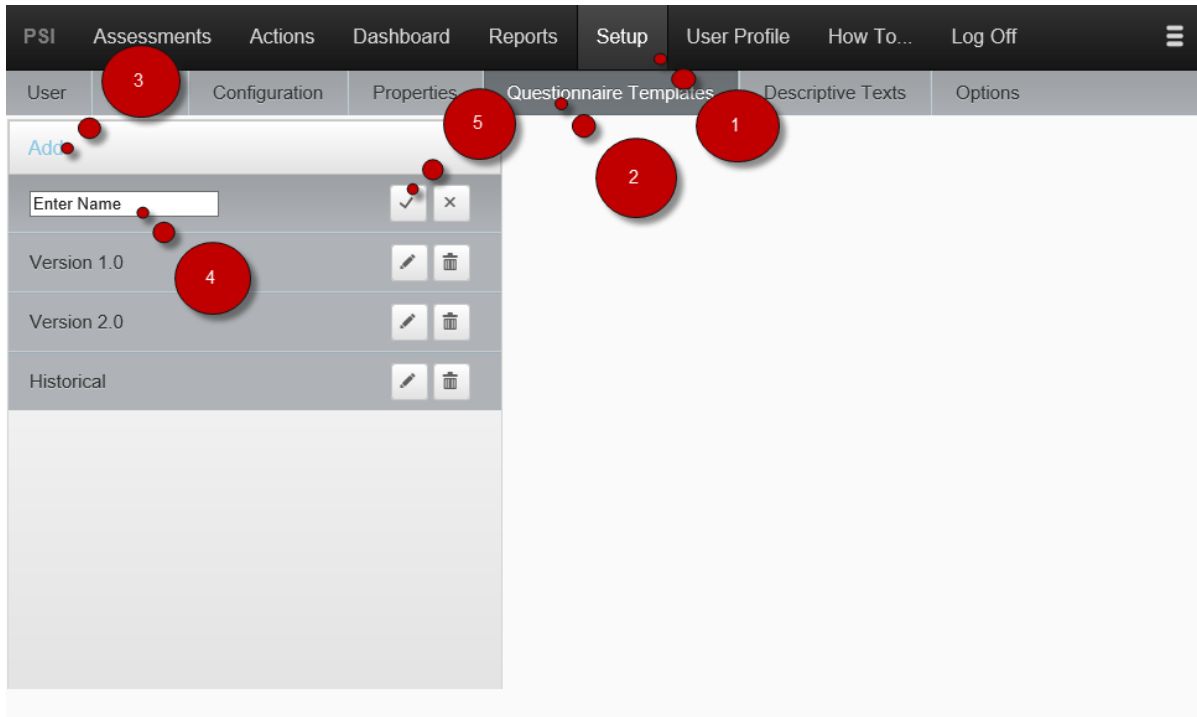 PSI Assessments Actions Dashboard Reports Setup User Profile How To... Log Off
3
User Configuration Properties Questionnaire Templates Descriptive Texts Options
5
1
Add
2
Enter Name
4
Version 1.0
Version 2.0
Historical